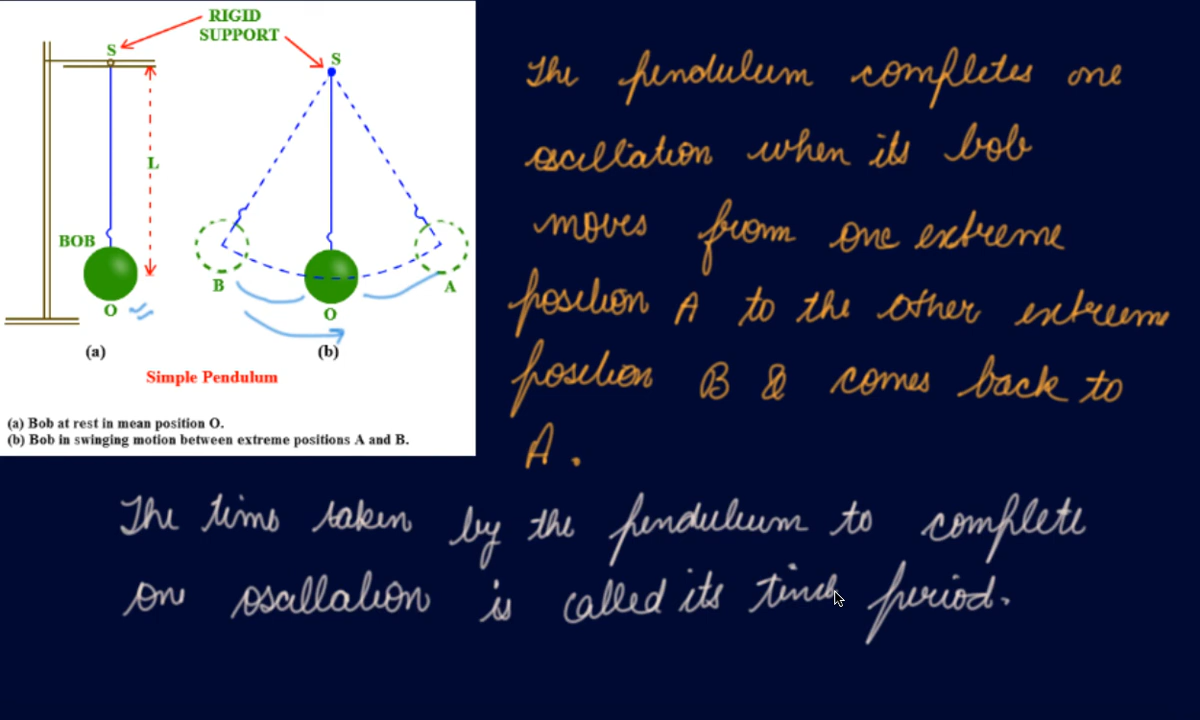 RIGID
SUPPORT
S
S
L
BOB
B
A
O
O
(a)
(b)
Simple Pendulum
(a) Bob at rest in mean position O.
(b) Bob in swinging motion between extreme positions A and B.
The pendulum completes one
oscillation when its bob
moves from one extreme
position A to the other extreme
position B & comes back to
A.
The time taken by the pendulum to complete
one oscillation is called its time period.